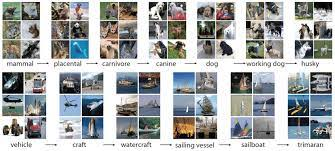 mammal → placental → carnivore → canine → dog → working dog → husky
vehicle → craft → watercraft → sailing vessel → sailboat → trimaran